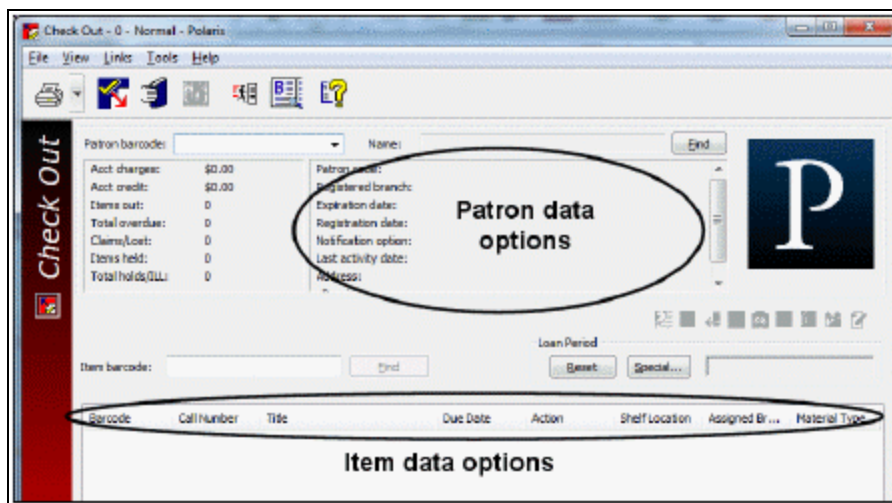 Check Out - 0 - Normal - Polaris
File View Links Tools Help
Check Out
Patron barcode: Name: Find
Acct charges: $0.00 Patron code:
Acct credit: $0.00 Registered branch:
Items out: 0 Expiration date:
Total overdue: 0 Registration date:
Claims/Lost: 0 Notification option:
Items held: 0 Last activity date:
Total holds/ILL: 0 Address:
Patron data
options
P
Loan Period
Item barcode: Find Reset Special...
Barcode Call Number Title Due Date Action Shelf Location Assigned Br... Material Type
Item data options